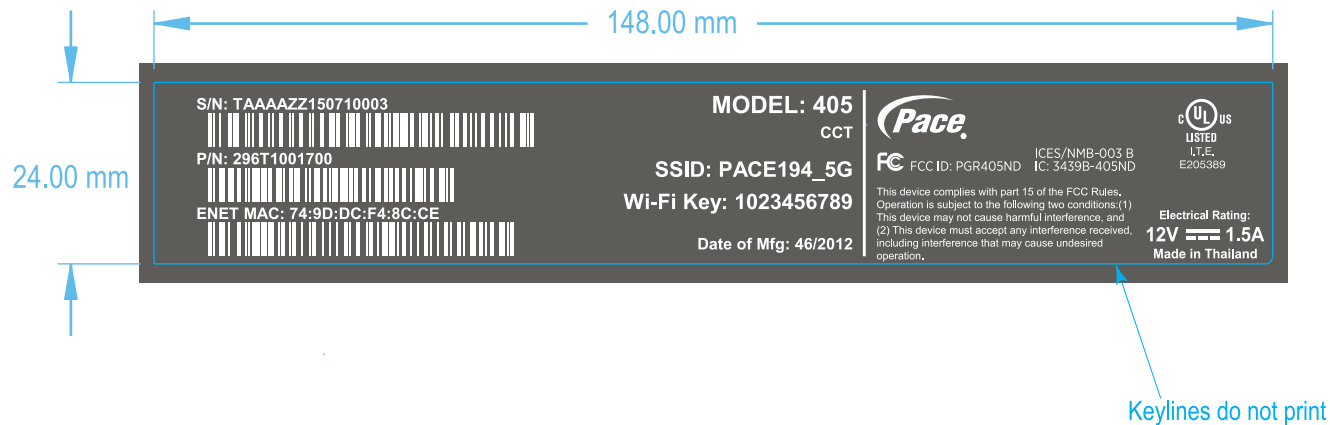 148.00 mm
24.00 mm
S/N: TAAAAZZ150710003
P/N: 296T1001700
ENET MAC: 74:9D:DC:F4:8C:CE
MODEL: 405
CCT
SSID: PACE194_5G
Wi-Fi Key: 1023456789
Date of Mfg: 46/2012
Pace
FC FCC ID: PGR405ND
ICES/NMB-003 B
IC: 3439B-405ND
This device complies with part 15 of the FCC Rules.
Operation is subject to the following two conditions:(1)
This device may not cause harmful interference, and
(2) This device must accept any interference received,
including interference that may cause undesired
operation.
C UL US
LISTED
I.T.E.
E205389
Electrical Rating:
12V 1.5A
Made in Thailand
Keylines do not print